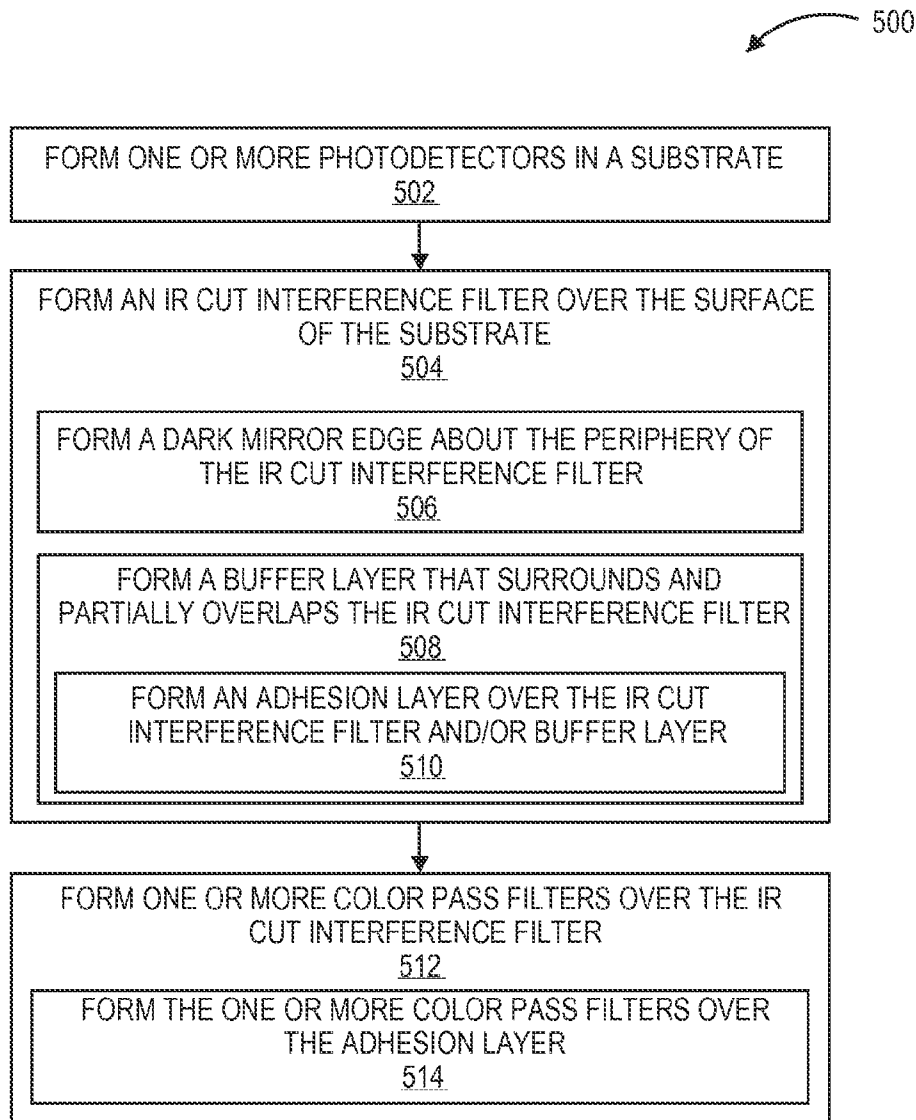 500
FORM ONE OR MORE PHOTODETECTORS IN A SUBSTRATE
502
FORM AN IR CUT INTERFERENCE FILTER OVER THE SURFACE
OF THE SUBSTRATE
504
FORM A DARK MIRROR EDGE ABOUT THE PERIPHERY OF
THE IR CUT INTERFERENCE FILTER
506
FORM A BUFFER LAYER THAT SURROUNDS AND
PARTIALLY OVERLAPS THE IR CUT INTERFERENCE FILTER
508
FORM AN ADHESION LAYER OVER THE IR CUT
INTERFERENCE FILTER AND/OR BUFFER LAYER
510
FORM ONE OR MORE COLOR PASS FILTERS OVER THE IR
CUT INTERFERENCE FILTER
512
FORM THE ONE OR MORE COLOR PASS FILTERS OVER
THE ADHESION LAYER
514